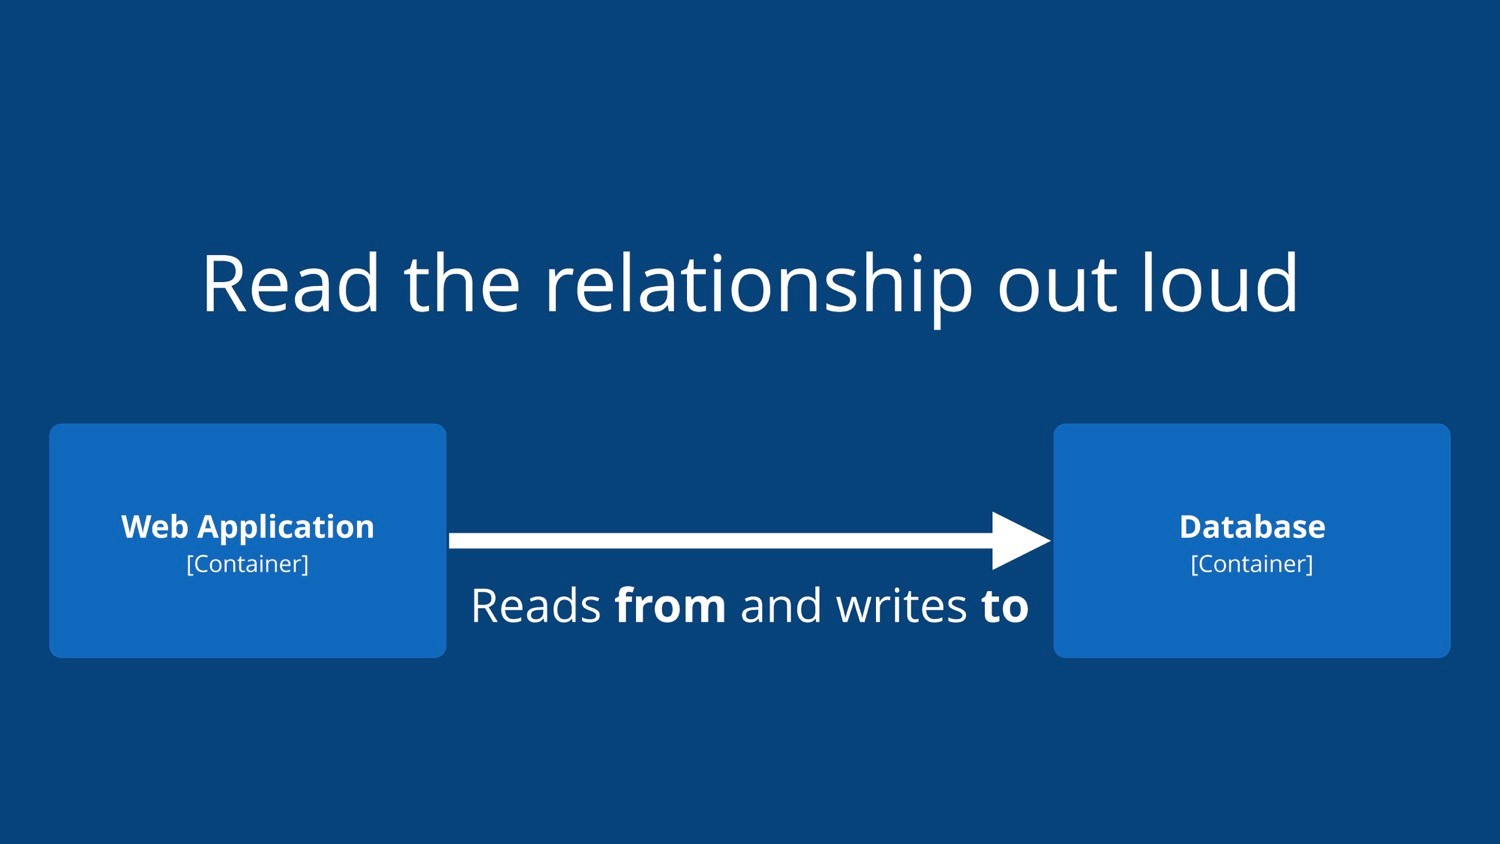 Read the relationship out loud
Web Application
[Container]
Reads from and writes to
Database
[Container]